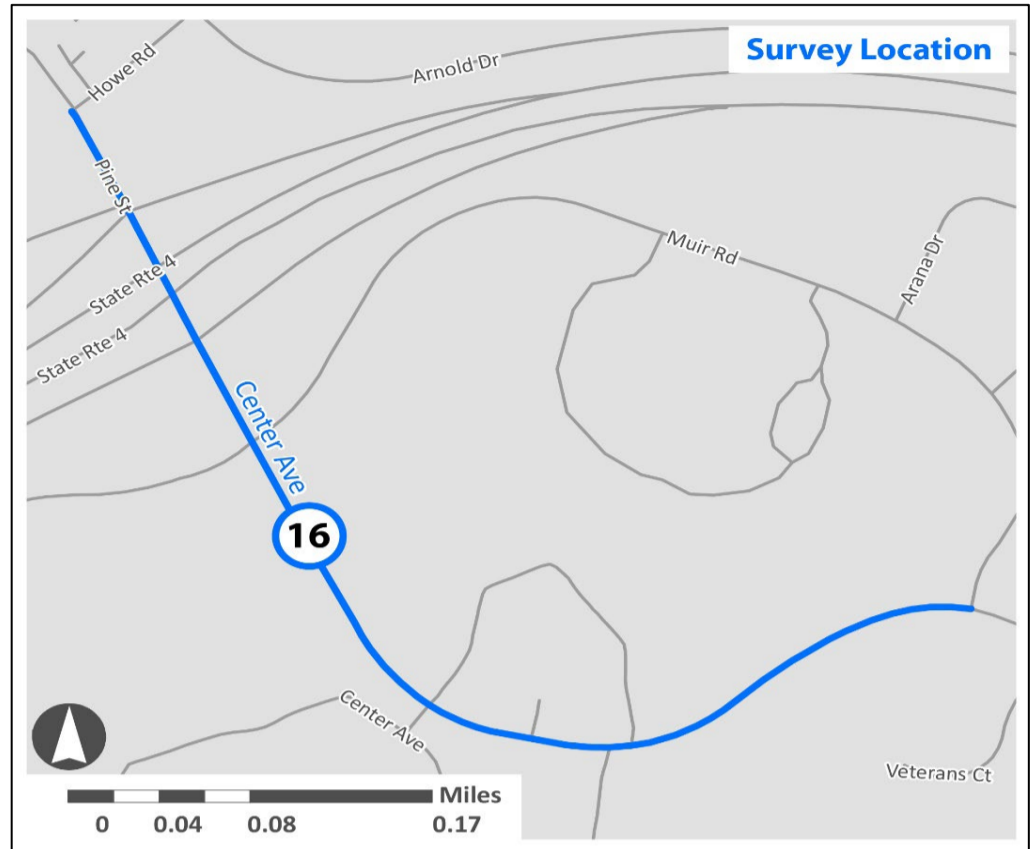 Survey Location
Howe Rd
Arnold Dr
Pine St
Muir Rd
Arana Dr
State Rte 4
State Rte 4
Center Ave
16
Center Ave
Veterans Ct
Miles
0 0.04 0.08 0.17